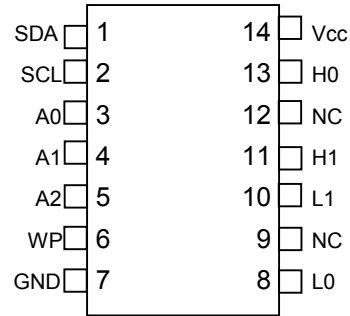 SDA 1 14 Vcc
SCL 2 13 H0
A0 3 12 NC
A1 4 11 H1
A2 5 10 L1
WP 6 9 NC
GND 7 8 L0